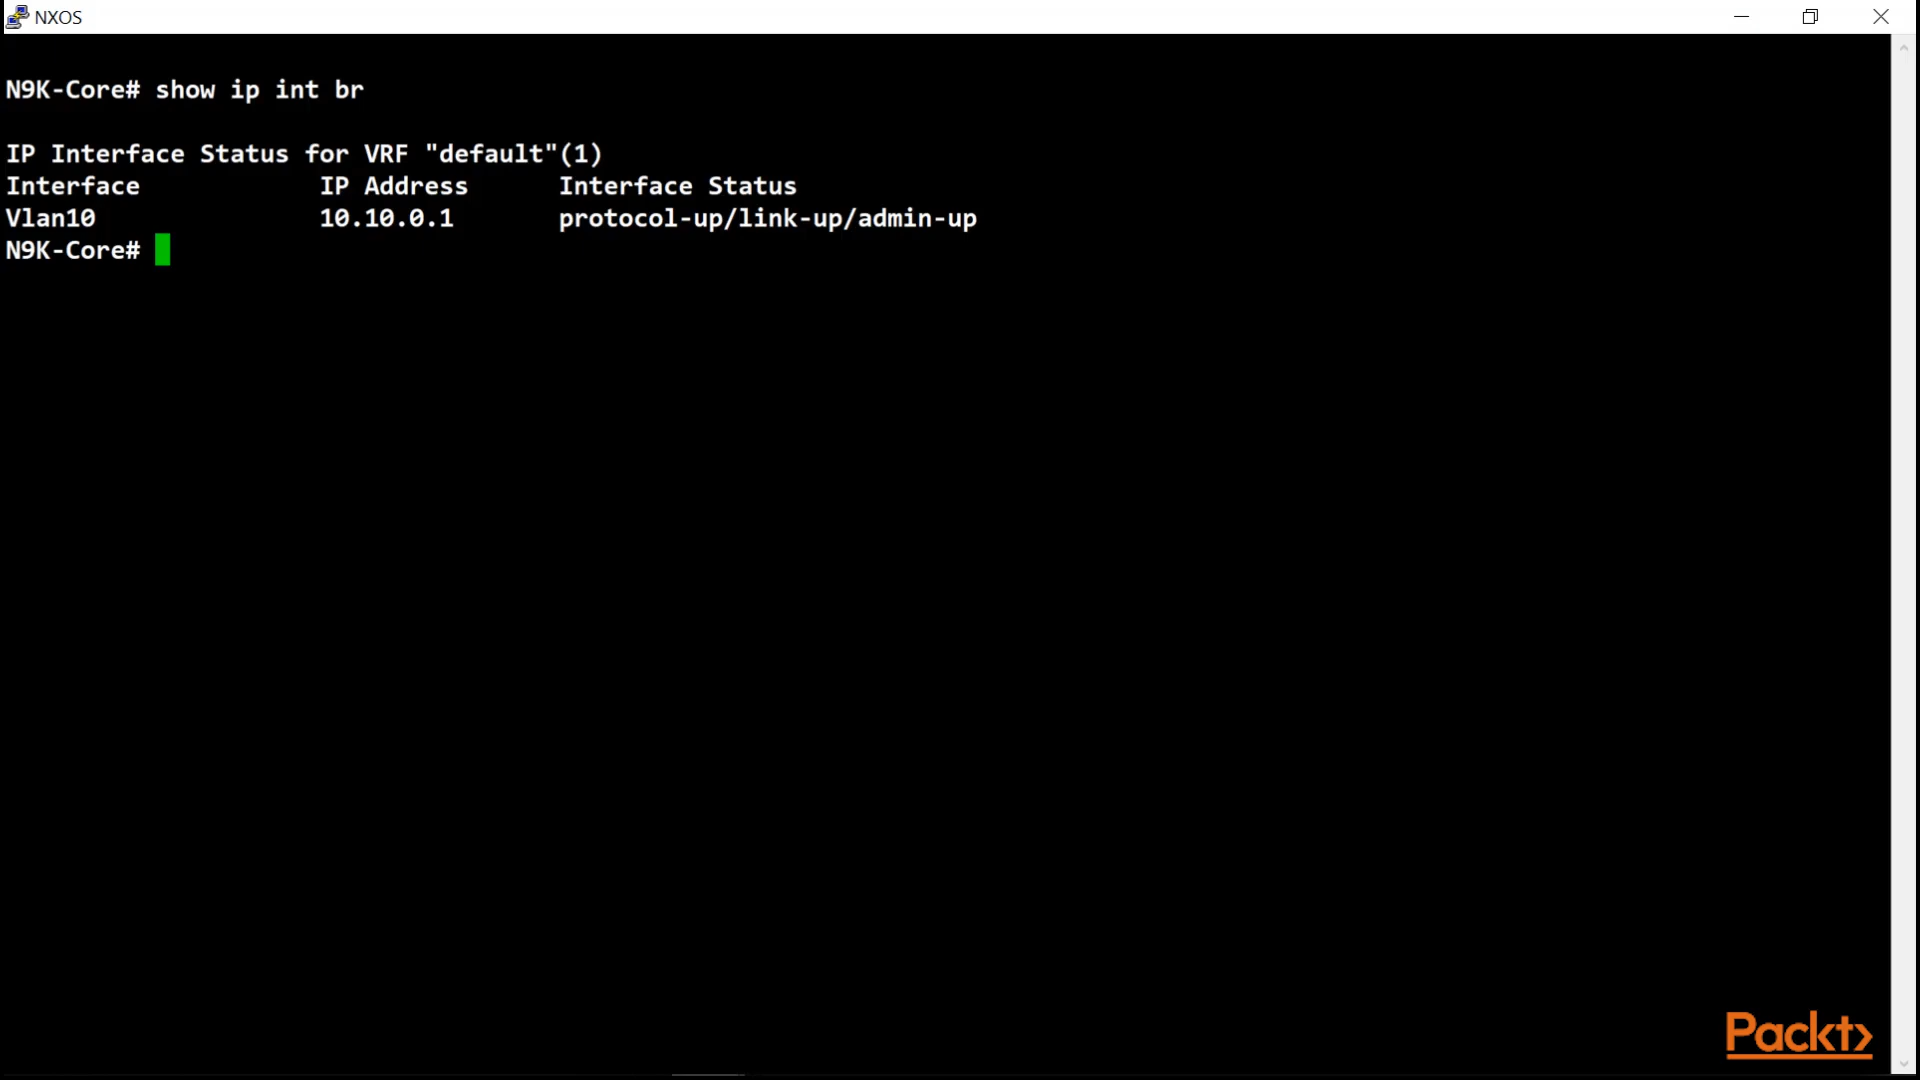 NXOS
N9K-Core# show ip int br
IP Interface Status for VRF "default"(1)
Interface            IP Address      Interface Status
Vlan10               10.10.0.1       protocol-up/link-up/admin-up
N9K-Core#
Packt>